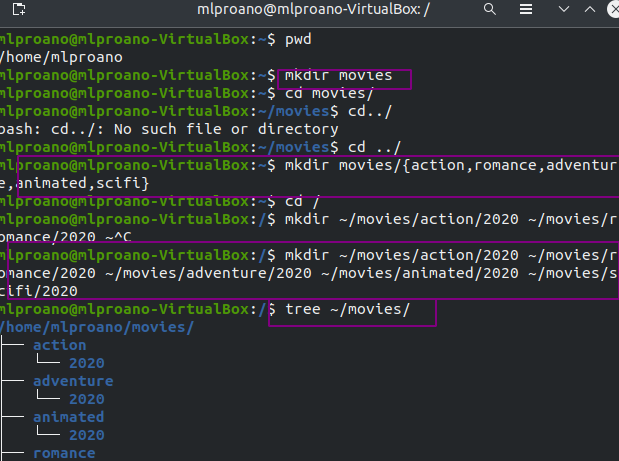 mlproano@mlproano-VirtualBox: /
mlproano@mlproano-VirtualBox:~$ pwd
/home/mlproano
mlproano@mlproano-VirtualBox:~$ mkdir movies
mlproano@mlproano-VirtualBox:~$ cd movies/
mlproano@mlproano-VirtualBox:~/movies$ cd../
bash: cd../: No such file or directory
mlproano@mlproano-VirtualBox:~/movies$ cd ../
mlproano@mlproano-VirtualBox:~$ mkdir movies/{action,romance,adventur
e,animated,scifi}
mlproano@mlproano-VirtualBox:~$ cd /
mlproano@mlproano-VirtualBox:/$ mkdir ~/movies/action/2020 ~/movies/r
omance/2020 ~^C
mlproano@mlproano-VirtualBox:/$ mkdir ~/movies/action/2020 ~/movies/r
omance/2020 ~/movies/adventure/2020 ~/movies/animated/2020 ~/movies/s
cifi/2020
mlproano@mlproano-VirtualBox:/$ tree ~/movies/
/home/mlproano/movies/
├── action
│   └── 2020
├── adventure
│   └── 2020
├── animated
│   └── 2020
├── romance